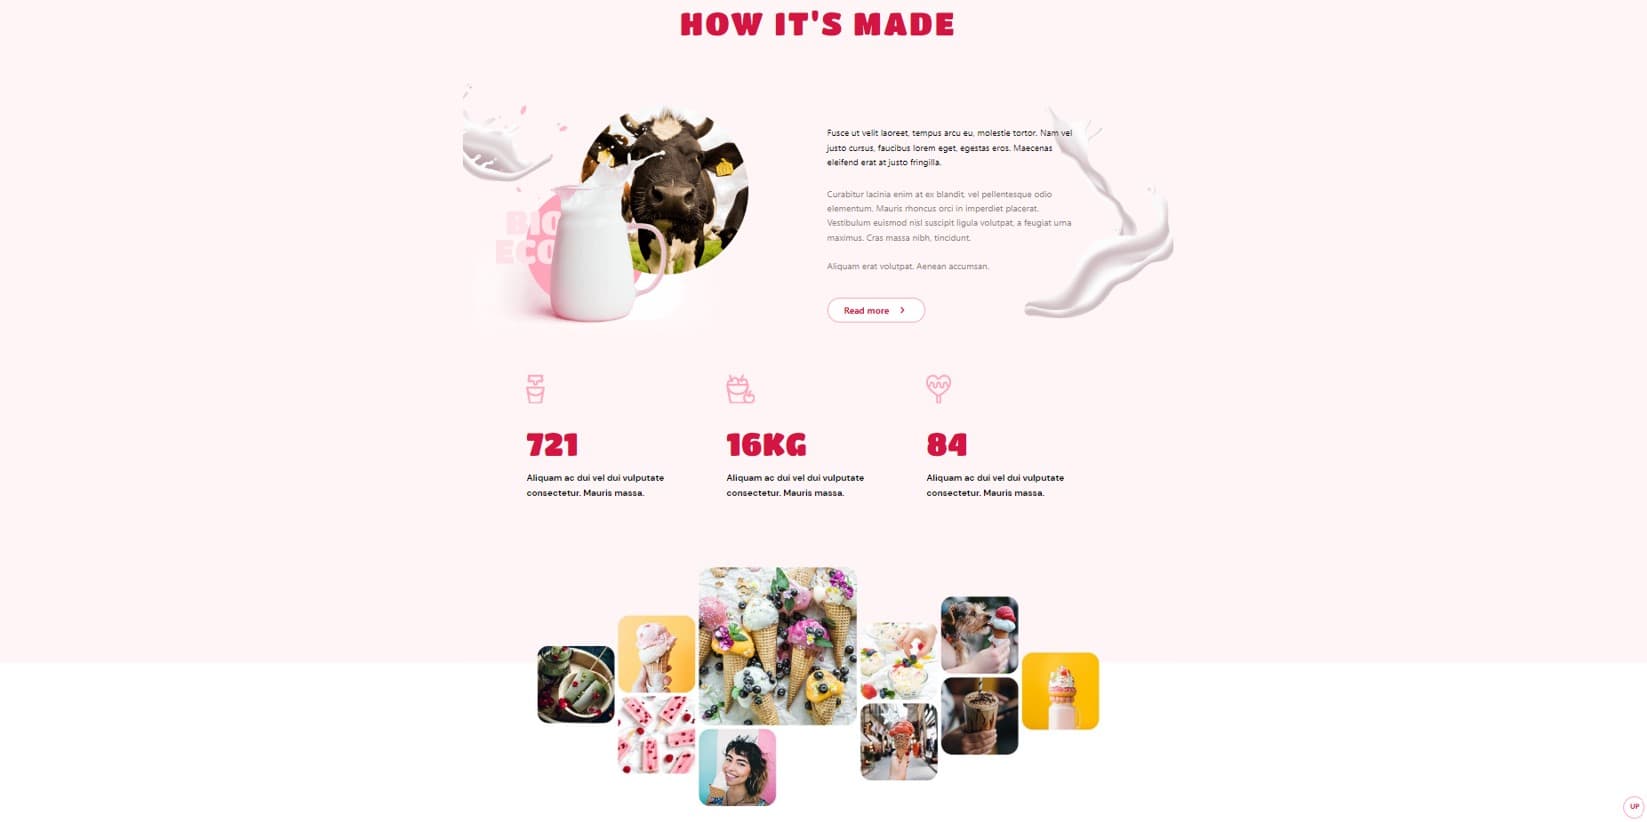 HOW IT'S MADE
BIO
ECO
Fusce ut velit laoreet, tempus arcu eu, molestie tortor. Nam vel
justo cursus, faucibus lorem eget, egestas eros. Maecenas
eleifend erat at justo fringilla.
Curabitur lacinia enim at ex blandit, vel pellentesque odio
elementum. Mauris rhoncus orci in imperdiet placerat.
Vestibulum euismod nisl suscipit ligula volutpat, a feugiat urna
maximus. Cras massa nibh, tincidunt.
Aliquam erat volutpat. Aenean accumsan.
Read more
721
Aliquam ac dui vel dui vulputate
consectetur. Mauris massa.
16KG
Aliquam ac dui vel dui vulputate
consectetur. Mauris massa.
84
Aliquam ac dui vel dui vulputate
consectetur. Mauris massa.
UP